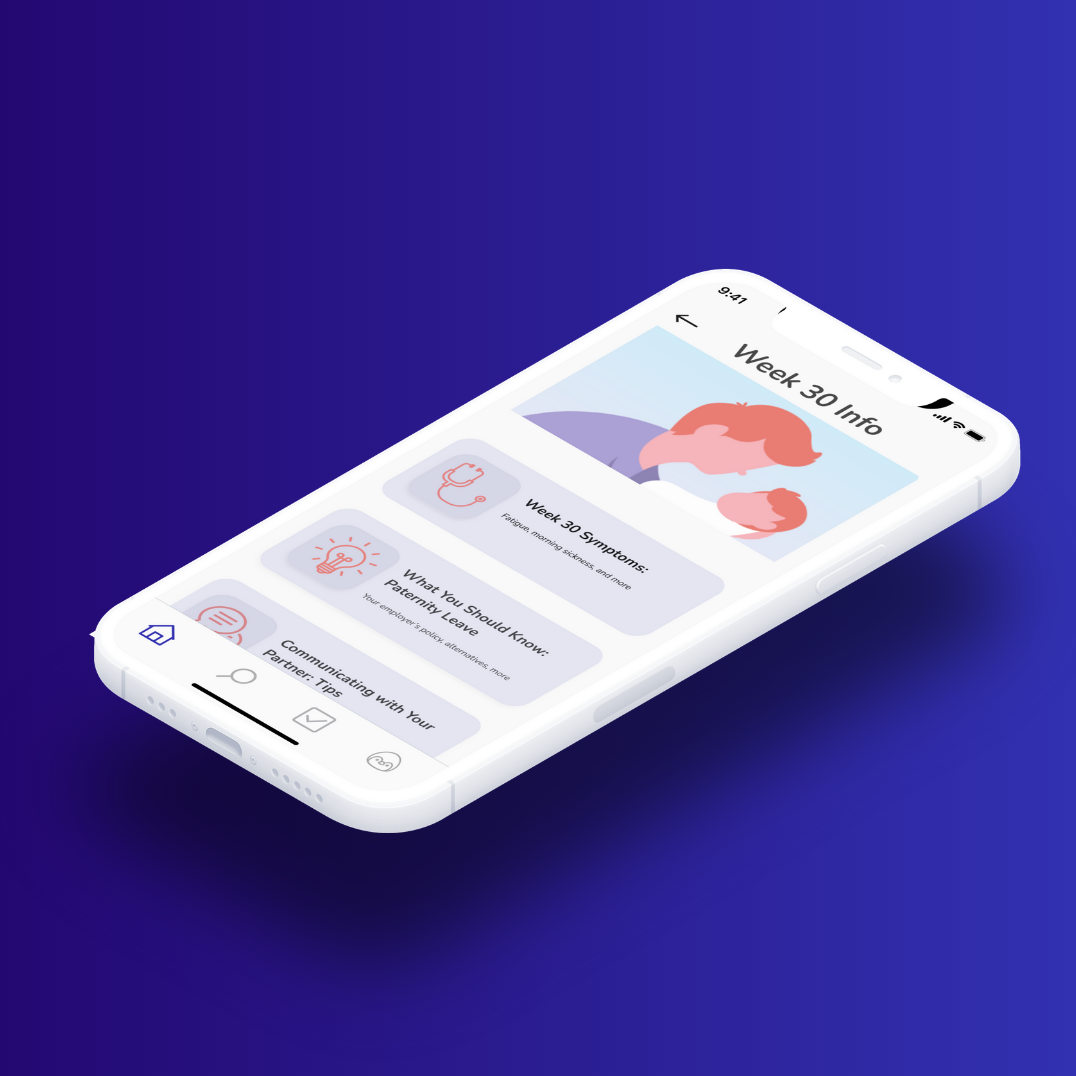 9:41
Week 30 Info
Week 30 Symptoms:
Fatigue, morning sickness, and more
What You Should Know:
Paternity Leave
Your employer's policy, alternatives, more
Communicating with Your
Partner: Tips